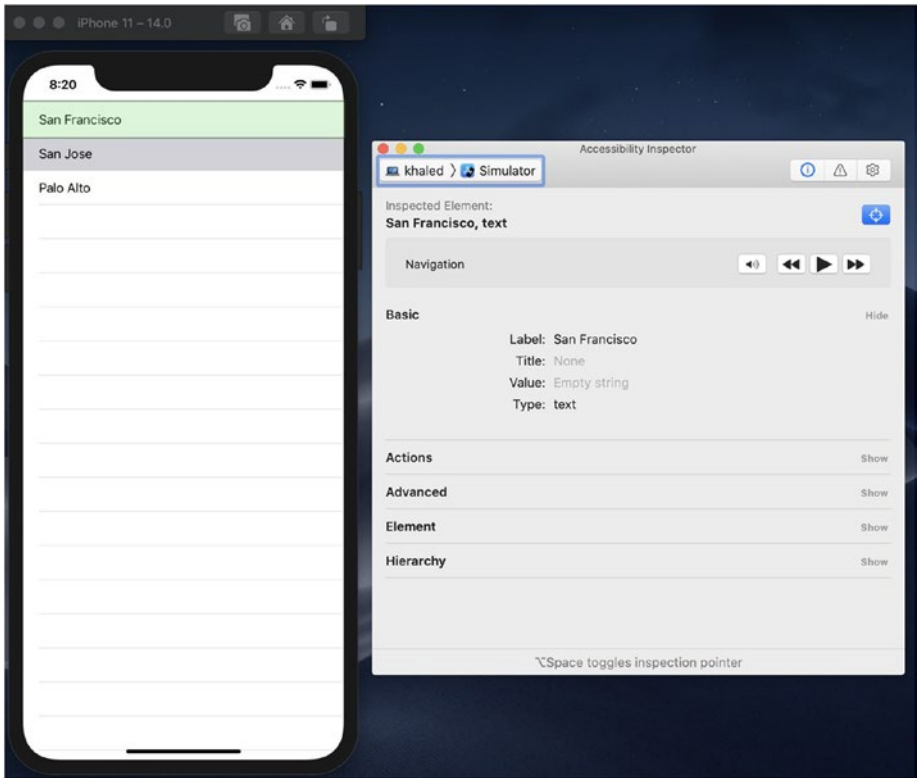 iPhone 11 – 14.0
8:20
San Francisco
San Jose
Palo Alto
Accessibility Inspector
khaled 〉 Simulator
Inspected Element:
San Francisco, text
Navigation
Basic Hide
Label: San Francisco
Title: None
Value: Empty string
Type: text
Actions Show
Advanced Show
Element Show
Hierarchy Show
⌥Space toggles inspection pointer